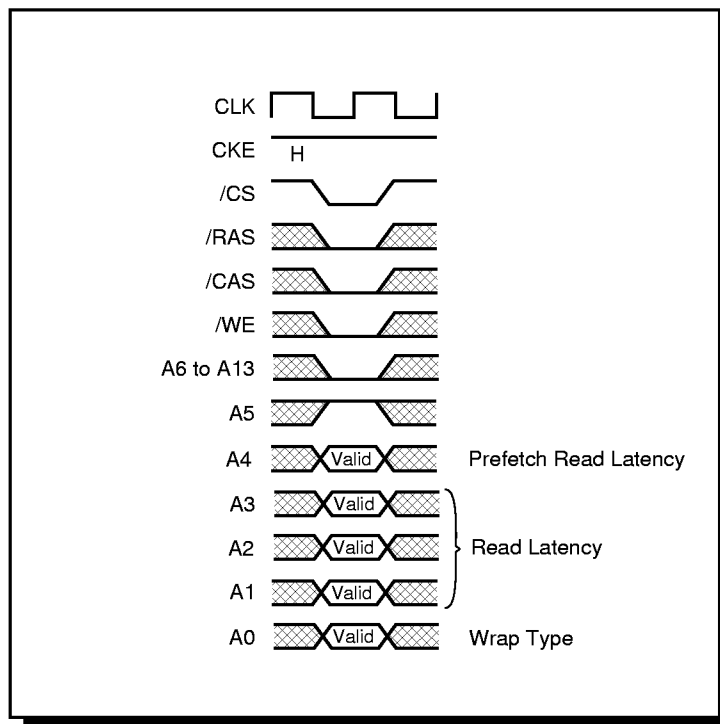 CLK
CKE H
/CS
/RAS
/CAS
/WE
A6 to A13
A5
A4 Valid Prefetch Read Latency
A3 Valid
A2 Valid Read Latency
A1 Valid
A0 Valid Wrap Type